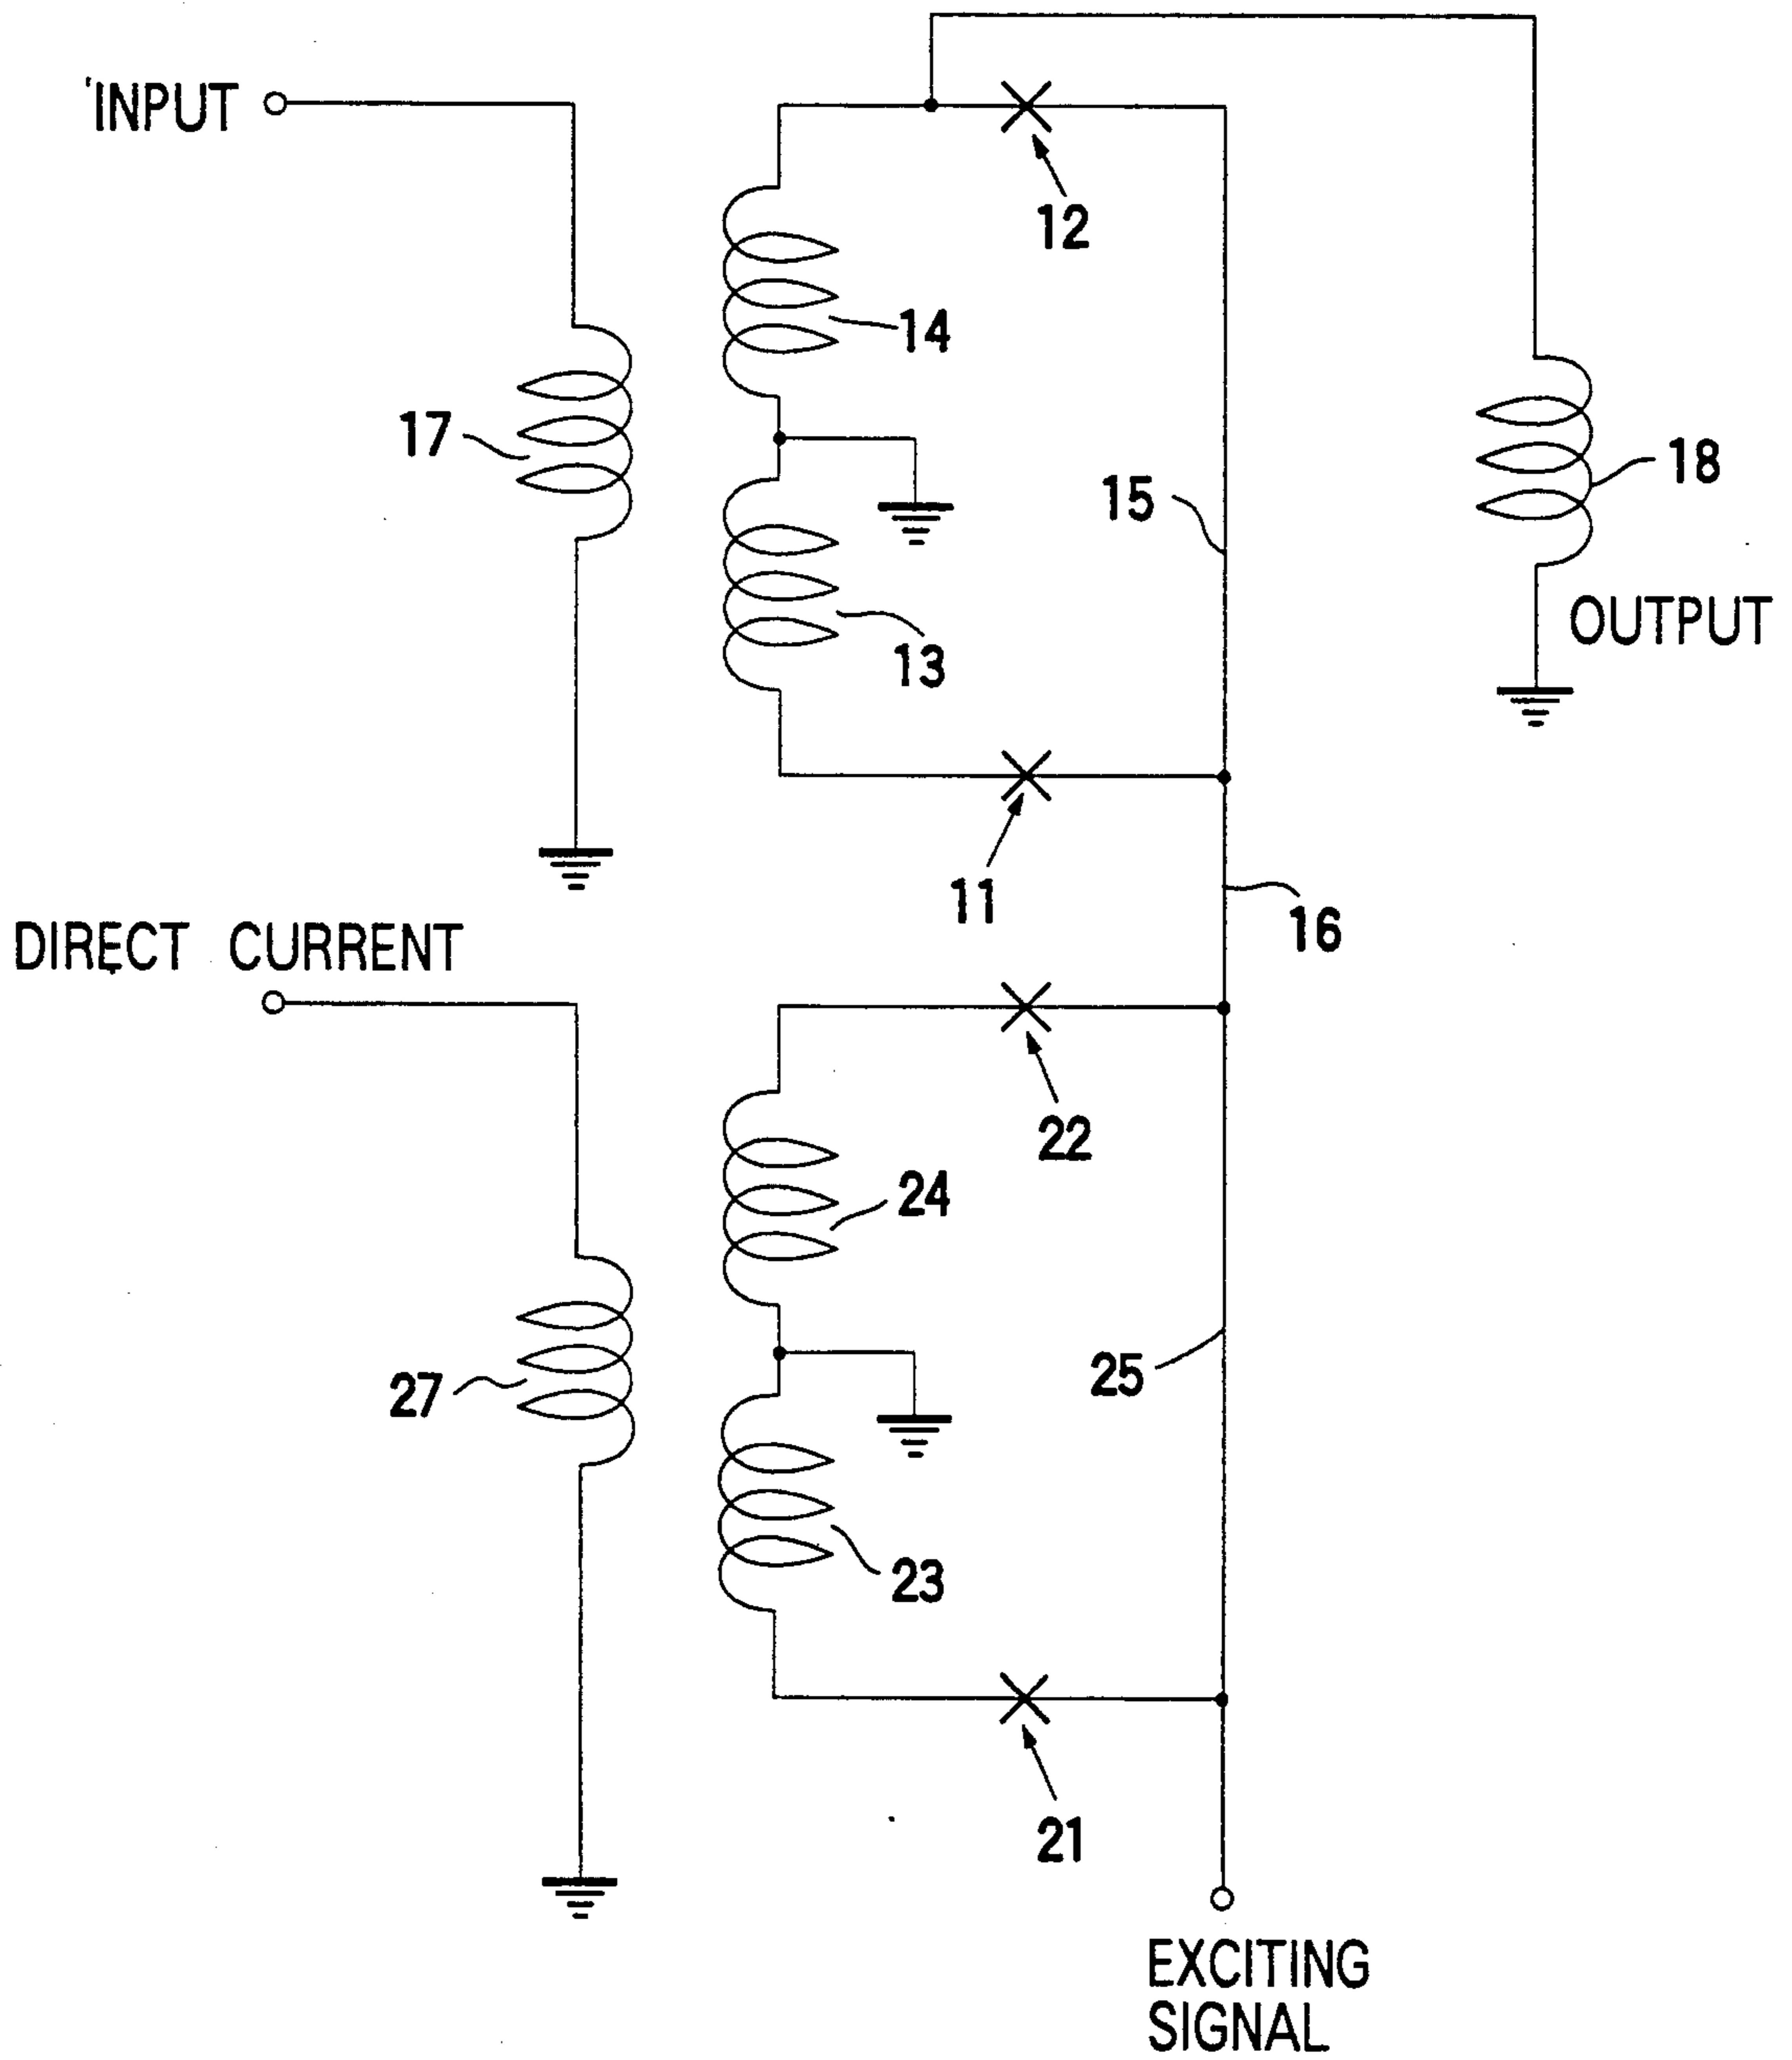 INPUT
12
14
17
18
15
OUTPUT
13
11
16
DIRECT CURRENT
22
24
25
27
23
21
EXCITING
SIGNAL